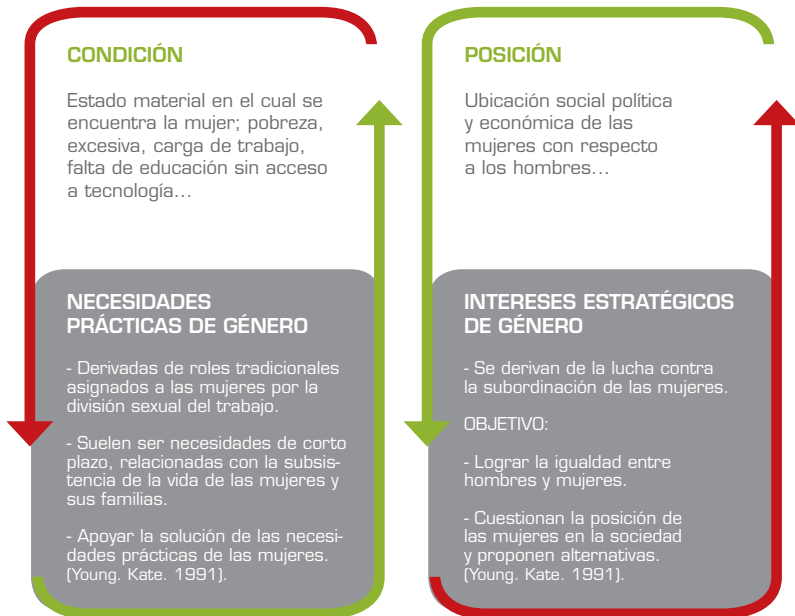 CONDICIÓN
Estado material en el cual se
encuentra la mujer; pobreza,
excesiva, carga de trabajo,
falta de educación sin acceso
a tecnología...
NECESIDADES
PRÁCTICAS DE GÉNERO
- Derivadas de roles tradicionales
asignados a las mujeres por la
división sexual del trabajo.
- Suelen ser necesidades de corto
plazo, relacionadas con la subsis-
tencia de la vida de las mujeres y
sus familias.
- Apoyar la solución de las necesi-
dades prácticas de las mujeres.
(Young. Kate. 1991).
POSICIÓN
Ubicación social política
y económica de las
mujeres con respecto
a los hombres...
INTERESES ESTRATÉGICOS
DE GÉNERO
- Se derivan de la lucha contra
la subordinación de las mujeres.
OBJETIVO:
- Lograr la igualdad entre
hombres y mujeres.
- Cuestionan la posición de
las mujeres en la sociedad
y proponen alternativas.
(Young. Kate. 1991).